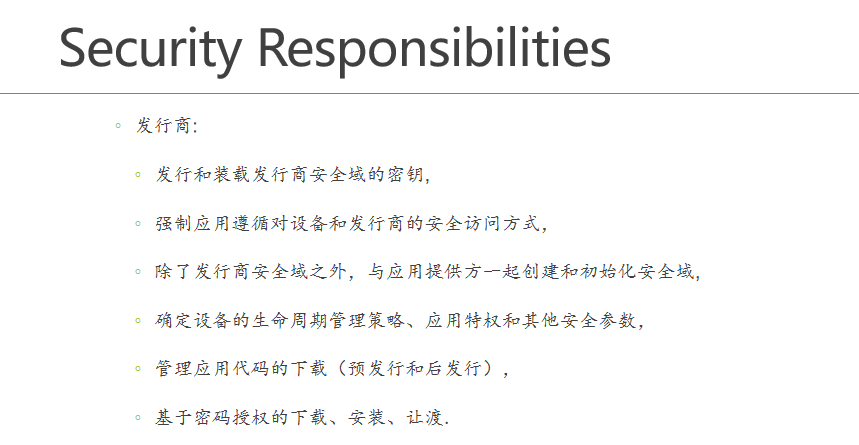 Security Responsibilities
发行商:
发行和装载发行商安全域的密钥,
强制应用遵循对设备和发行商的安全访问方式,
除了发行商安全域之外，与应用提供方一起创建和初始化安全域,
确定设备的生命周期管理策略、应用特权和其他安全参数,
管理应用代码的下载（预发行和后发行）,
基于密码授权的下载、安装、让渡.